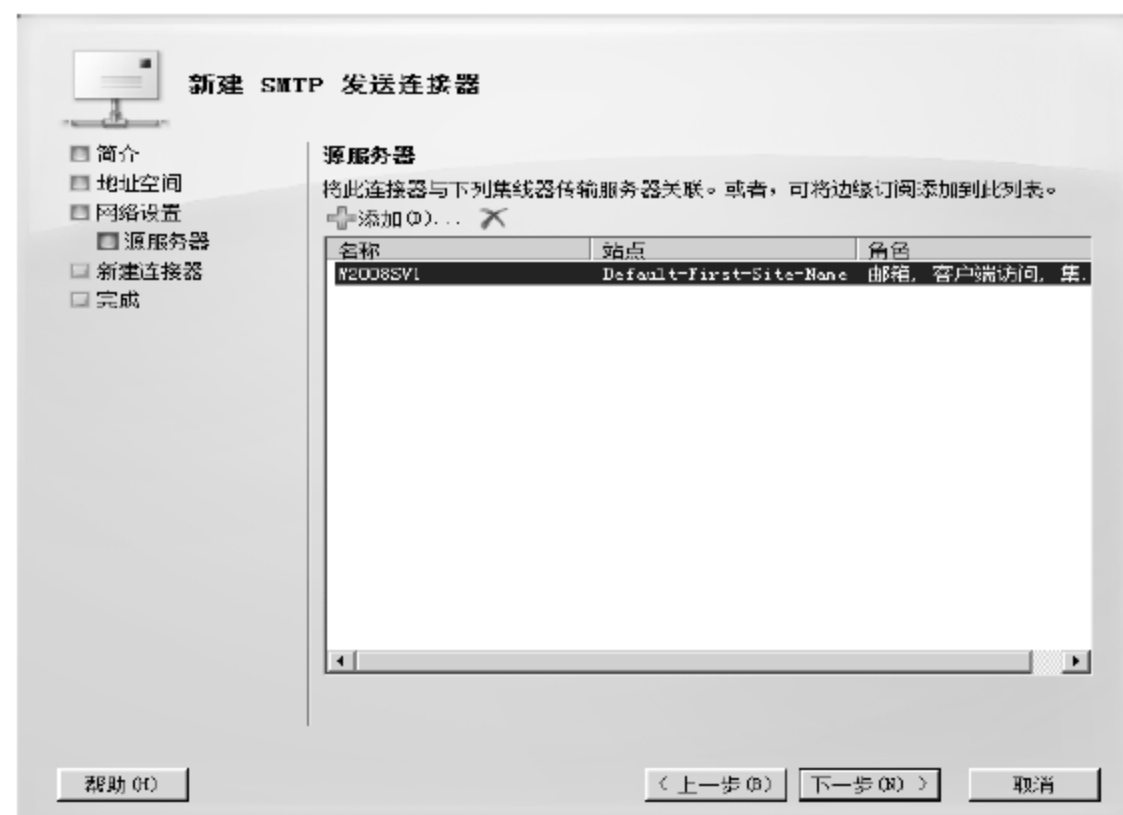 新建 SMTP 发送连接器
简介
地址空间
网络设置
源服务器
新建连接器
完成
源服务器
将此连接器与下列集线器传输服务器关联。或者，可将边缘订阅添加到此列表。
添加(D)...
名称 站点 角色
W2008SV1 Default-First-Site-Name 邮箱, 客户端访问, 集.
帮助(H)
< 上一步(B)
下一步(N) >
取消